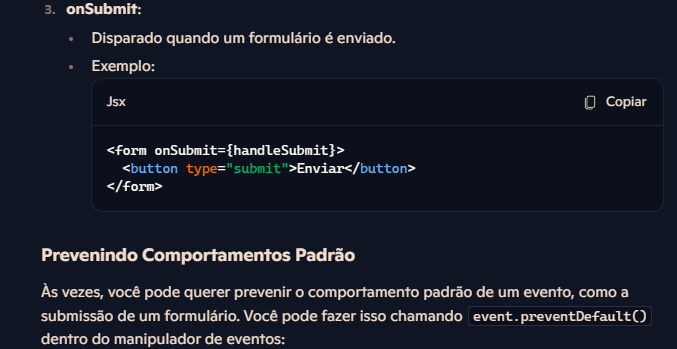 3. onSubmit:
• Disparado quando um formulário é enviado.
• Exemplo:
Jsx Copiar
<form onSubmit={handleSubmit}>
  <button type="submit">Enviar</button>
</form>
Prevenindo Comportamentos Padrão
Às vezes, você pode querer prevenir o comportamento padrão de um evento, como a
submissão de um formulário. Você pode fazer isso chamando event.preventDefault()
dentro do manipulador de eventos: